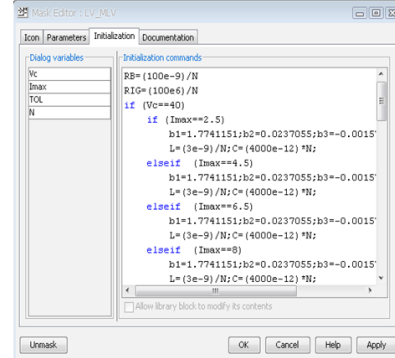 Mask Editor : LV_MLV
Icon Parameters Initialization Documentation
Dialog variables
Vc
Imax
TOL
N
Initialization commands
RB=(100e-9)/N
RIG=(100e6)/N
if (Vc==40)
if (Imax==2.5)
b1=1.7741151;b2=0.0237055;b3=-0.0015
L=(3e-9)/N;C=(4000e-12)*N;
elseif (Imax==4.5)
b1=1.7741151;b2=0.0237055;b3=-0.0015
L=(3e-9)/N;C=(4000e-12)*N;
elseif (Imax==6.5)
b1=1.7741151;b2=0.0237055;b3=-0.0015
L=(3e-9)/N;C=(4000e-12)*N;
elseif (Imax==8)
b1=1.7741151;b2=0.0237055;b3=-0.0015
L=(3e-9)/N;C=(4000e-12)*N;
Allow library block to modify its contents
Unmask OK Cancel Help Apply